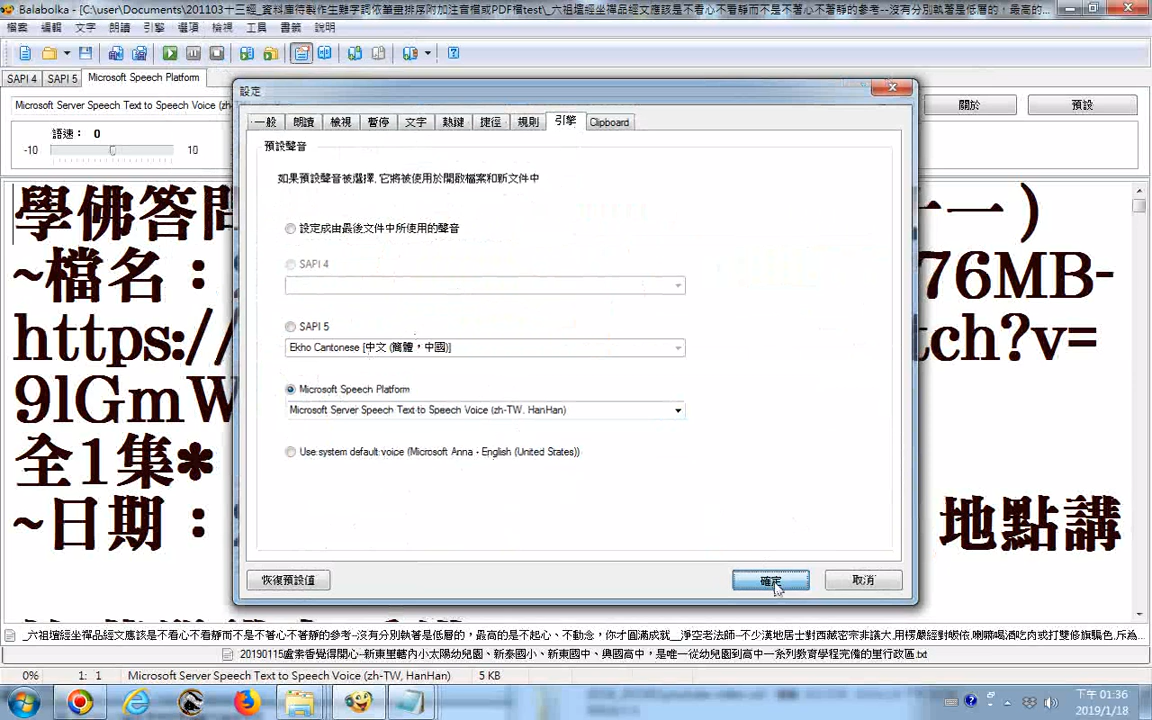 Balabolka - [C:\user\Documents\201103十三經_資料庫待製作生難字詞依筆畫排序附加注音檔或PDF檔test\_六祖壇經坐禪品經文應該是不看心不看靜而是不著心不著靜的參考--沒有分別執著是低層的，最高的...
檔案 編輯 文字 朗讀 引擎 選項 檢視 工具 書籤 說明
SAPI 4 SAPI 5 Microsoft Speech Platform
Microsoft Server Speech Text to Speech Voice (zh-TW, 關於 預設
語速： 0
-10 10
設定
一般 朗讀 檢視 暫停 文字 熱鍵 捷徑 規則 引擎 Clipboard
預設聲音
如果預設聲音被選擇, 它將被使用於開啟檔案和新文件中
設定成由最後文件中所使用的聲音
SAPI 4
SAPI 5
Ekho Cantonese [中文 (簡體，中國)]
Microsoft Speech Platform
Microsoft Server Speech Text to Speech Voice (zh-TW, HanHan)
Use system default voice (Microsoft Anna - English (United States))
恢復預設值 確定 取消
學佛答問 十一）
~檔名： 76MB-
https:/ tch?v=
9lGmW
全1集*
~日期： 地點講
_六祖壇經坐禪品經文應該是不看心不看靜而是不著心不著靜的參考--沒有分別執著是低層的，最高的是不起心、不動念，你才圓滿成就__淨空老法師--不少漢地居士對西藏密宗非議大,用楞嚴經對皈依,喇嘛喝酒吃肉或打雙修旗騙色,斥為...
20190115盧素香覺得開心--新東里轄內小太陽幼兒園、新泰國小、新東國中、興國高中，是唯一從幼兒園到高中一系列教育學程完備的里行政區.txt
0% 1: 1 Microsoft Server Speech Text to Speech Voice (zh-TW, HanHan) 5 KB
下午 01:36
2019/1/18